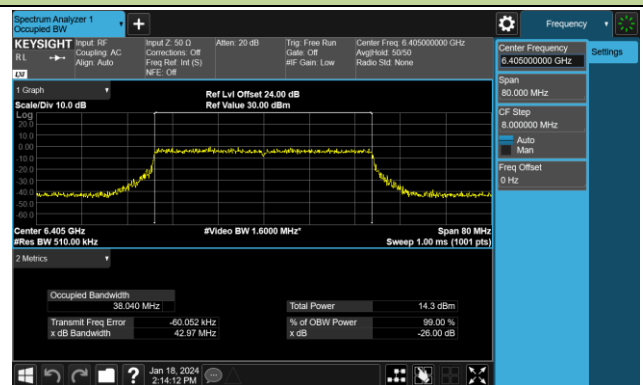 Spectrum Analyzer 1
Occupied BW
Frequency
KEYSIGHT
Input: RF
Input Z: 50 Ω
Atten: 20 dB
Trig: Free Run
Center Freq: 6.405000000 GHz
R L
Coupling: AC
Corrections: Off
Gate: Off
Avg|Hold: 50/50
Align: Auto
Freq Ref: Int (S)
#IF Gain: Low
Radio Std: None
NFE: Off
LXI
Center Frequency
6.405000000 GHz
Settings
Span
80.000 MHz
CF Step
8.000000 MHz
Auto
Man
Freq Offset
0 Hz
1 Graph
Ref Lvl Offset 24.00 dB
Scale/Div 10.0 dB
Ref Value 30.00 dBm
Log
20.0
10.0
0.00
-10.0
-20.0
-30.0
-40.0
-50.0
-60.0
Center 6.405 GHz
#Video BW 1.6000 MHz*
Span 80 MHz
#Res BW 510.00 kHz
Sweep 1.00 ms (1001 pts)
2 Metrics
Occupied Bandwidth
38.040 MHz
Total Power
14.3 dBm
Transmit Freq Error
-60.052 kHz
% of OBW Power
99.00 %
x dB Bandwidth
42.97 MHz
x dB
-26.00 dB
?
Jan 18, 2024
2:14:12 PM